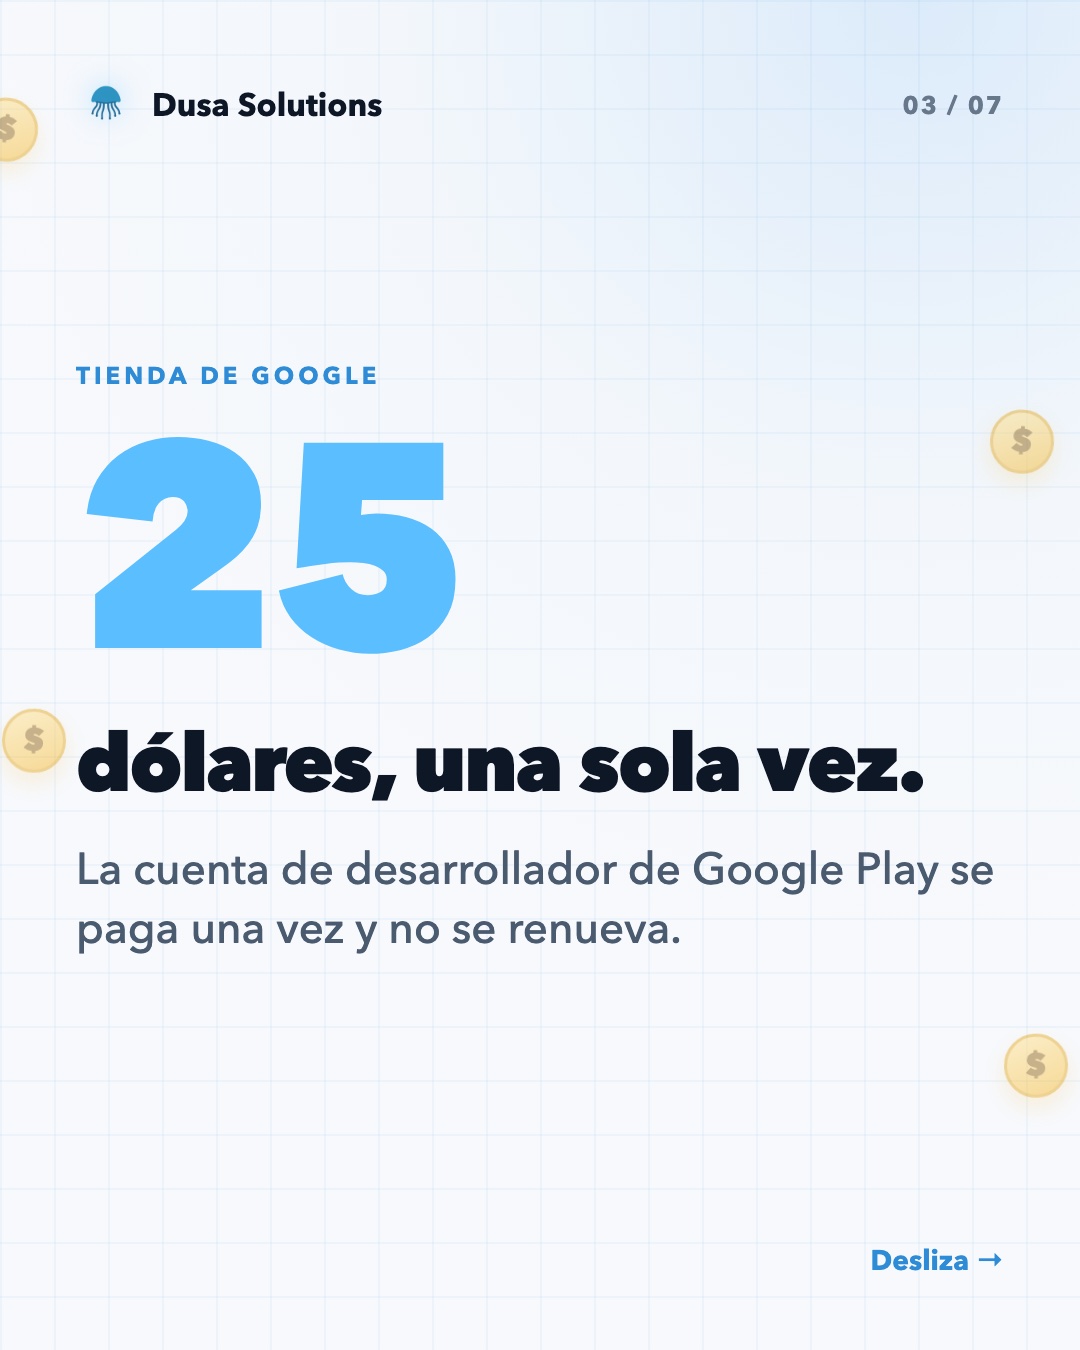 Dusa Solutions
03 / 07
$
TIENDA DE GOOGLE
25
$
$
dólares, una sola vez.
La cuenta de desarrollador de Google Play se
paga una vez y no se renueva.
$
Desliza →